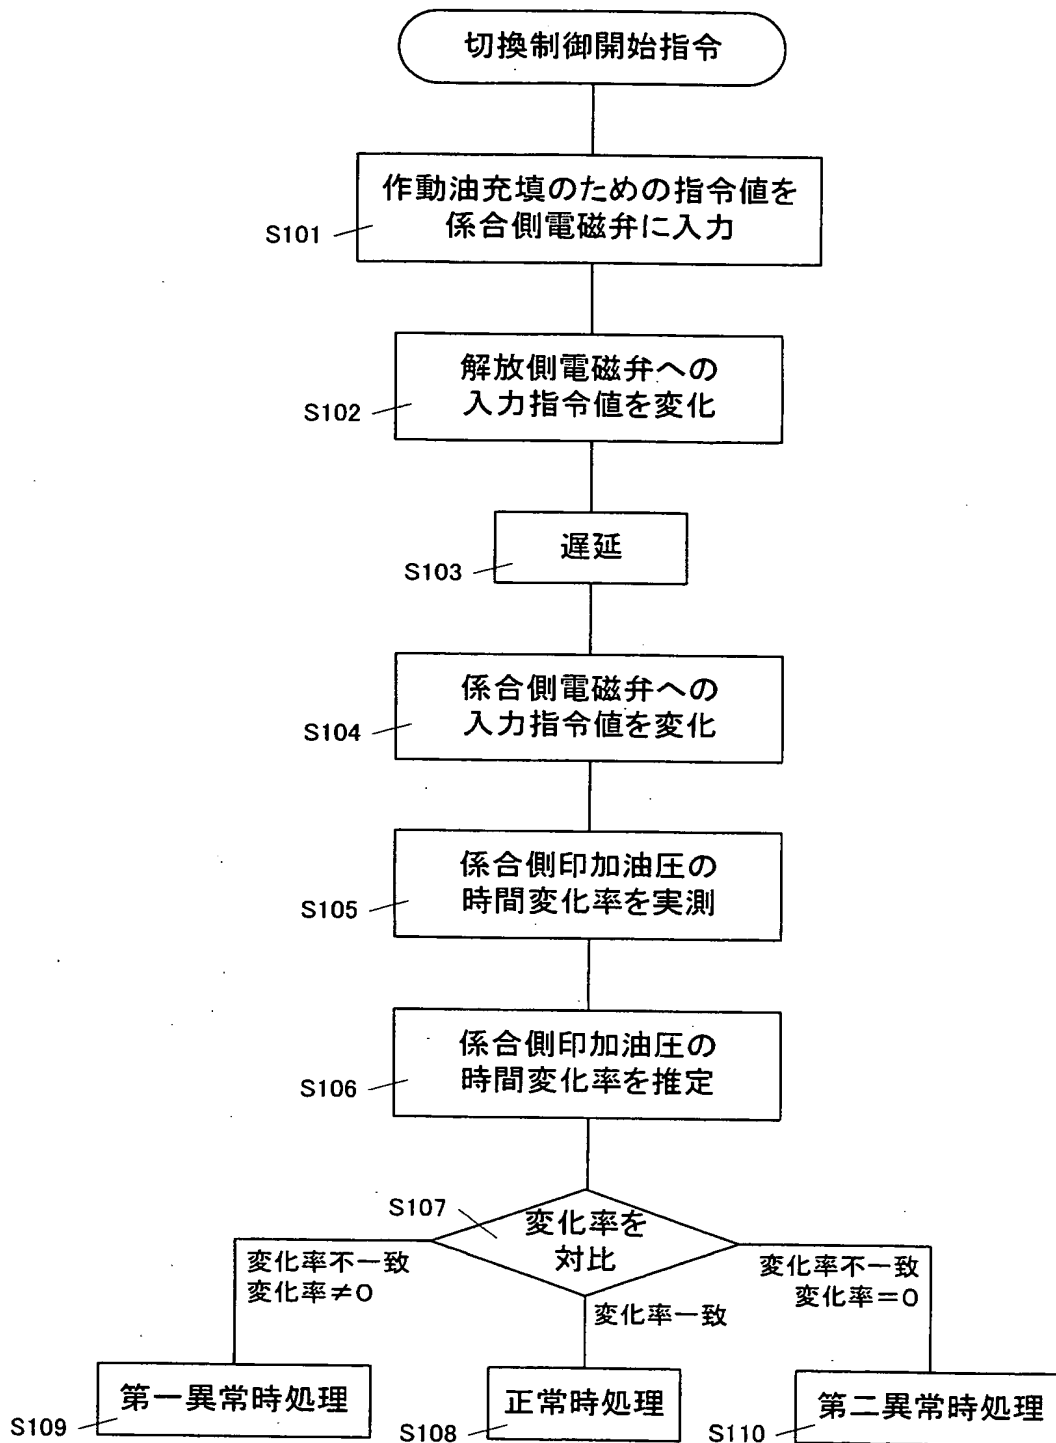 切換制御開始指令
作動油充填のための指令値を
係合側電磁弁に入力
S101
解放側電磁弁への
入力指令値を変化
S102
遅延
S103
係合側電磁弁への
入力指令値を変化
S104
係合側印加油圧の
時間変化率を実測
S105
係合側印加油圧の
時間変化率を推定
S106
S107
変化率を
対比
変化率不一致
変化率≠0
変化率一致
変化率不一致
変化率=0
第一異常時処理
S109
正常時処理
S108
第二異常時処理
S110